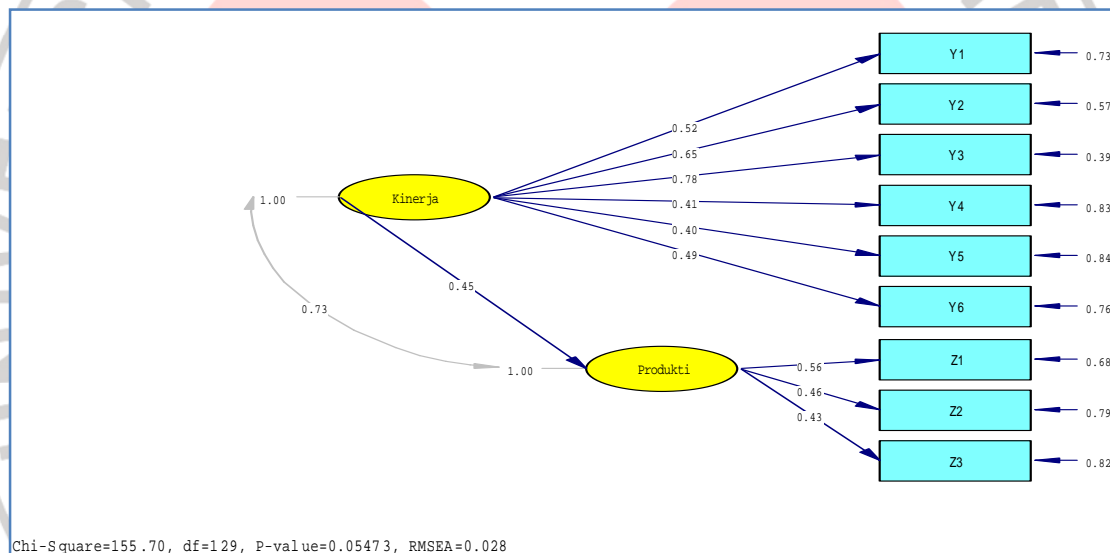 Y1
0.73
Y2
0.57
0.52
0.65
Y3
0.39
0.78
Kinerja
1.00
0.41
Y4
0.83
0.40
0.49
Y5
0.84
0.45
0.73
Y6
0.76
Produkti
1.00
0.56
Z1
0.68
0.46
0.43
Z2
0.79
Z3
0.82
Chi-Square=155.70, df=129, P-value=0.05473, RMSEA=0.028